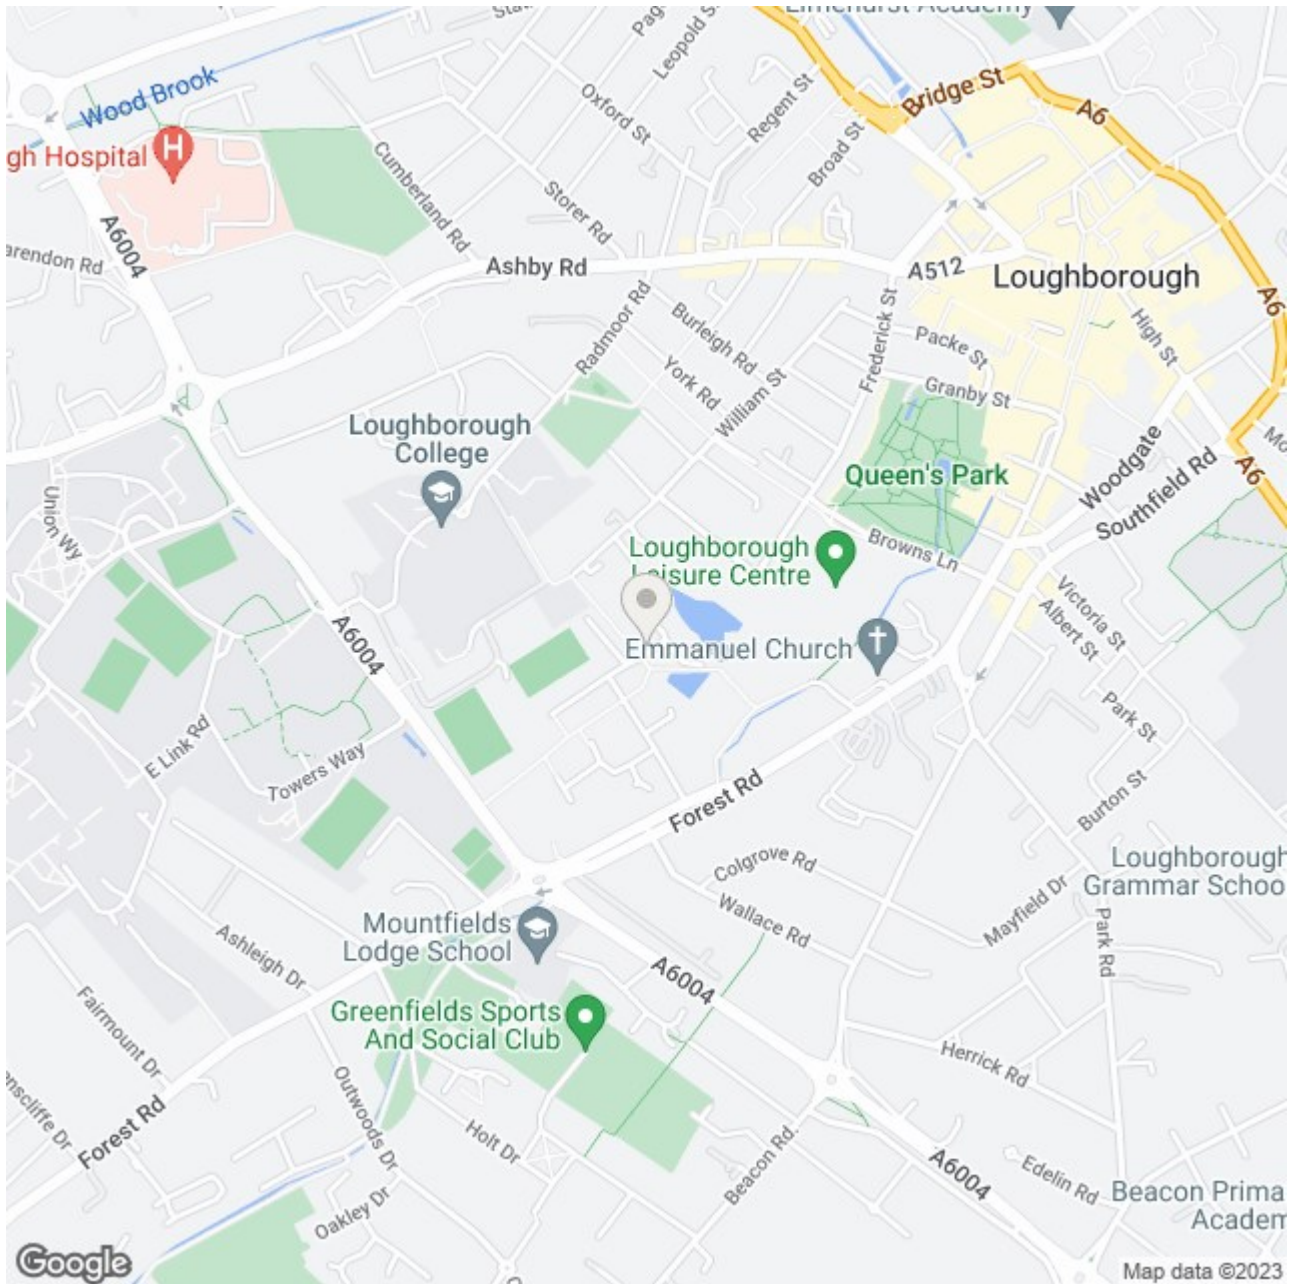 Elmehurst Academy
Leopold St
Wood Brook
Bridge St
A6
Oxford St
Regent St
Broad St
gh Hospital
H
Cumberland Rd
Storer Rd
A6004
arendon Rd
Ashby Rd
A512
Loughborough
A6
Radmoor Rd
Burleigh Rd
Frederick St
Packe St
High St
York Rd
William St
Granby St
Loughborough
College
Woodgate
Southfield Rd
A6
Queen's Park
Union Wy
Browns Ln
Loughborough
Leisure Centre
Victoria St
Albert St
A6004
Emmanuel Church
Park St
E Link Rd
Towers Way
Forest Rd
Burton St
Colgrove Rd
Loughborough
Grammar Schoo
Mayfield Dr
Wallace Rd
Mountfields
Lodge School
Ashleigh Dr
Park Rd
A6004
Greenfields Sports
And Social Club
Fairmount Dr
Herrick Rd
Outwoods Dr
enscliffe Dr
Forest Rd
Holt Dr
Beacon Rd
A6004
Edelin Rd
Oakley Dr
Beacon Prima
Academ
Google
Map data ©2023